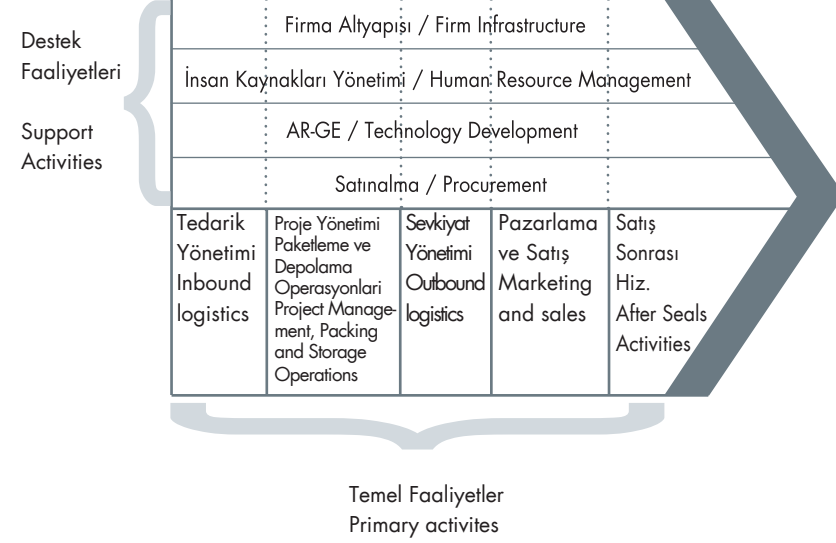 Destek
Faaliyetleri
Support
Activities
Firma Altyapısı / Firm Infrastructure
İnsan Kaynakları Yönetimi / Human Resource Management
AR-GE / Technology Development
Satınalma / Procurement
Tedarik
Yönetimi
Inbound
logistics
Proje Yönetimi
Paketleme ve
Depolama
Operasyonlari
Project Manage-
ment, Packing
and Storage
Operations
Sevkiyat
Yönetimi
Outbound
logistics
Pazarlama
ve Satış
Marketing
and sales
Satış
Sonrası
Hiz.
After Seals
Activities
Temel Faaliyetler
Primary activites